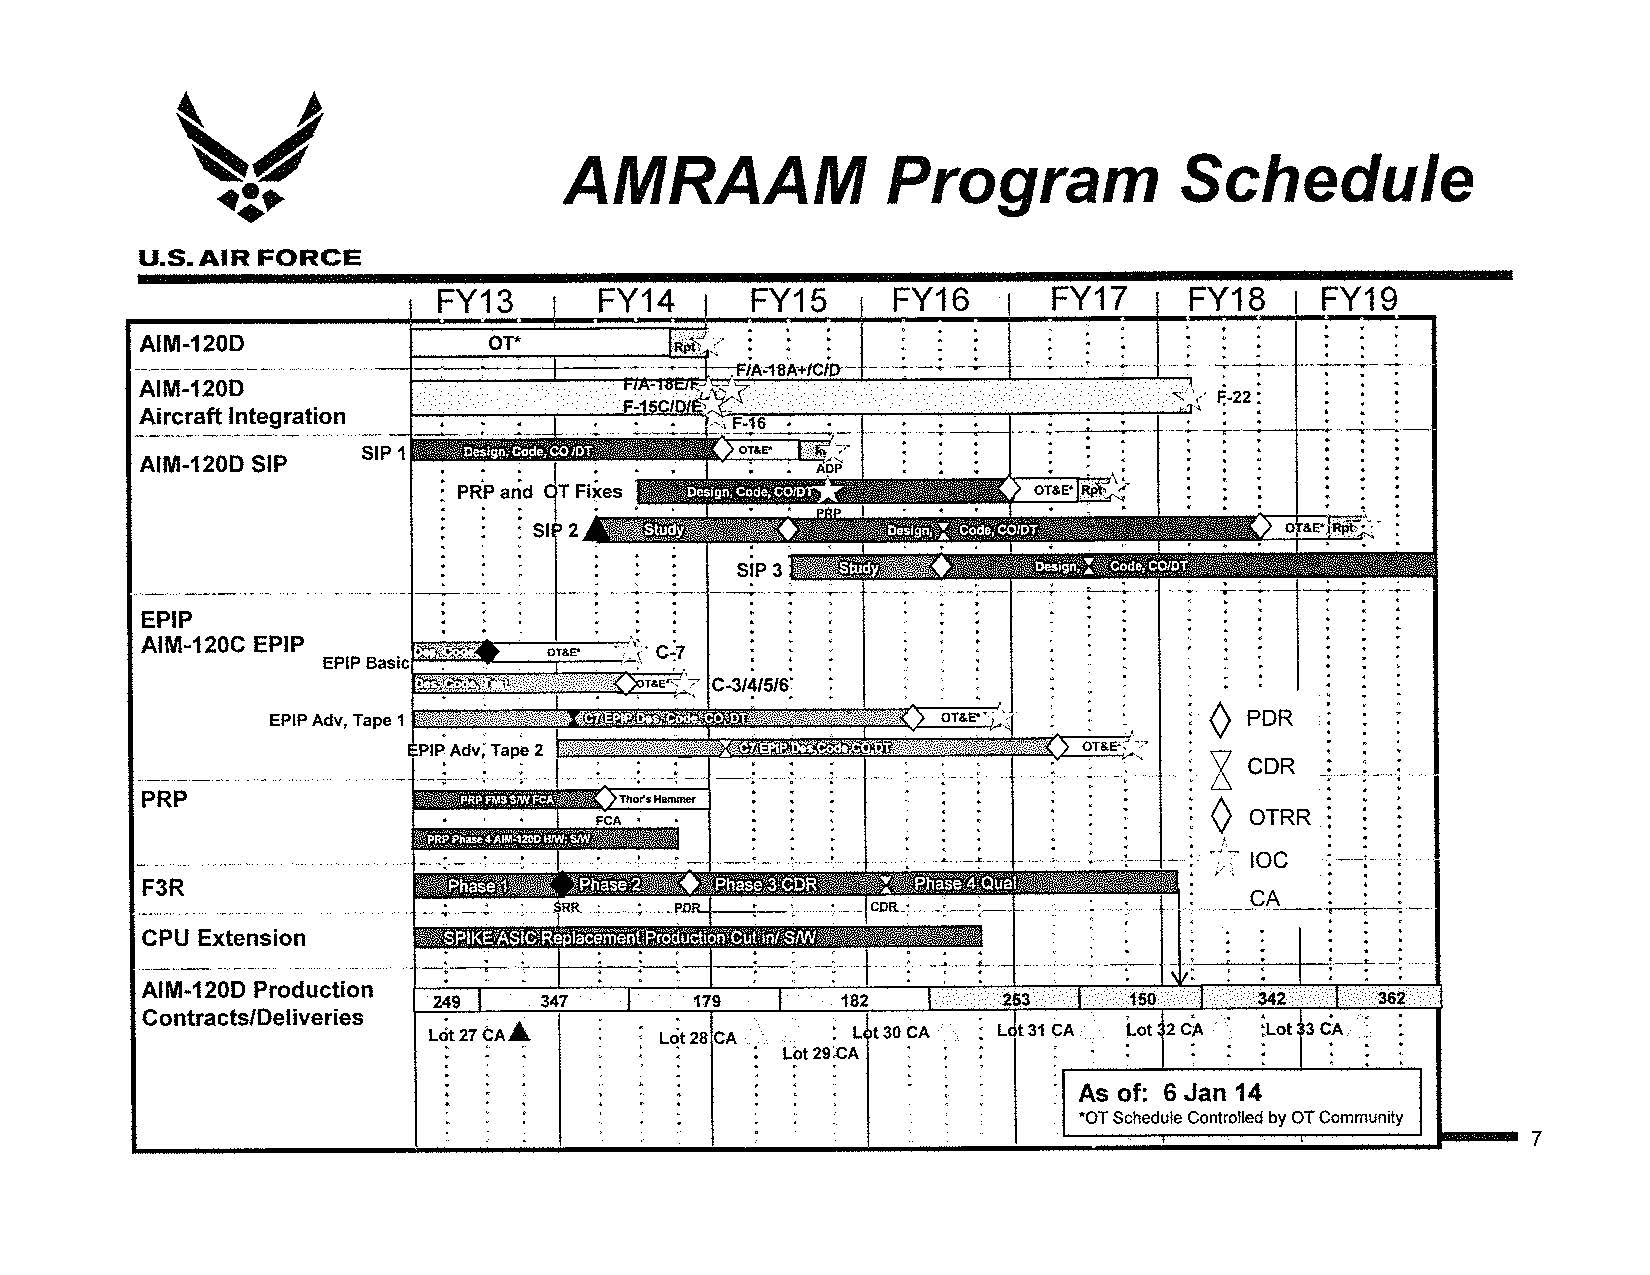 AMRAAM Program Schedule
U.S. AIR FORCE
FY13 FY14 FY15 FY16 FY17 FY18 FY19
AIM-120D
OT*
Rpt
F/A-18A+/C/D
AIM-120D
Aircraft Integration
F/A-18E/F
F-15C/D/E
F-16
F-22
AIM-120D SIP
SIP 1
Design, Code, CO/DT
OT&E*
ADP
PRP and OT Fixes
Design, Code, CO/DT
PRP
OT&E*
Rpt
SIP 2
Study
Design,
Code, CO/DT
OT&E*
Rpt
SIP 3
Study
Design
Code, CO/DT
EPIP
AIM-120C EPIP
EPIP Basic
OT&E*
C-7
Des, Code, Test
OT&E*
C-3/4/5/6
EPIP Adv, Tape 1
C7/EPIP Des, Code, CO, DT
OT&E*
EPIP Adv, Tape 2
C7/EPIP Des, Code, CO, DT
OT&E*
PDR
CDR
OTRR
IOC
CA
PRP
PRP FMS S/W FCA
Thor's Hammer
FCA
PRP Phase 4 AIM-120D H/W, S/W
F3R
Phase 1
Phase 2
Phase 3 CDR
Phase 4 Qual
SRR
PDR
CDR
CPU Extension
SPIKE/ASIC Replacement Production Cut in/ S/W
AIM-120D Production
Contracts/Deliveries
249 347 179 182 253 150 342 362
Lot 27 CA
Lot 28 CA
Lot 29 CA
Lot 30 CA
Lot 31 CA
Lot 32 CA
Lot 33 CA
As of: 6 Jan 14
*OT Schedule Controlled by OT Community
7